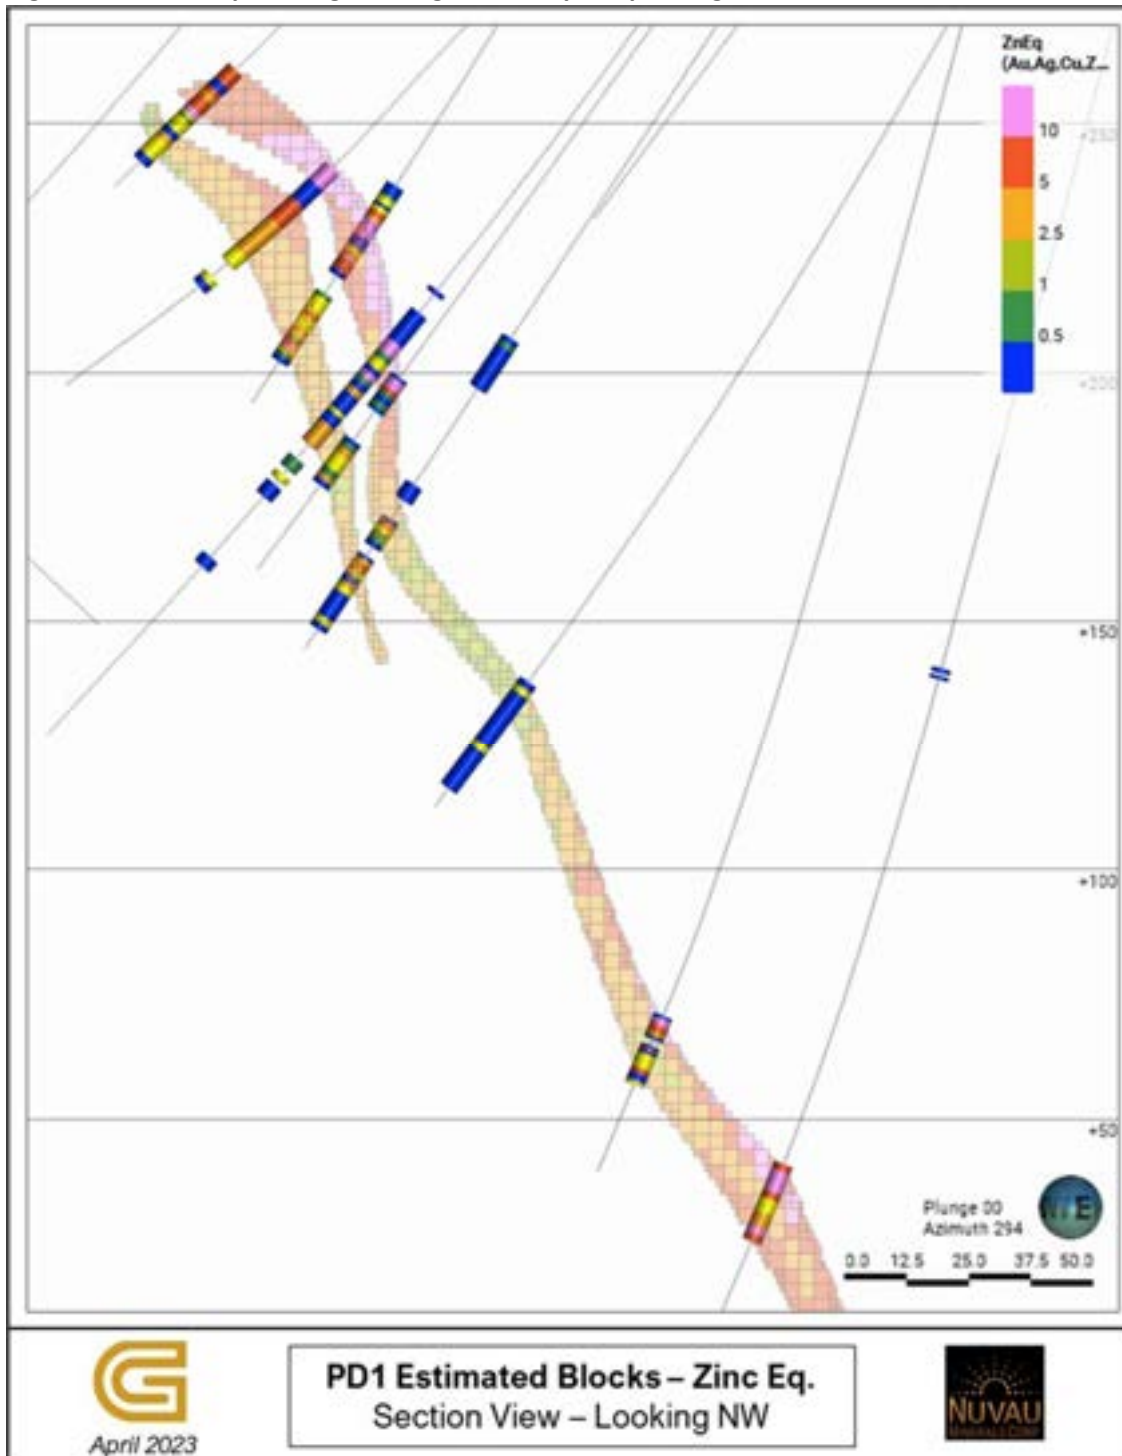 ZnEq
(Au,Ag,Cu,Z...
10
5
2.5
1
0.5
+250
+200
+150
+100
+50
Plunge 00
Azimuth 294
0.0 12.5 25.0 37.5 50.0
PD1 Estimated Blocks – Zinc Eq.
Section View – Looking NW
April 2023
NUVAU